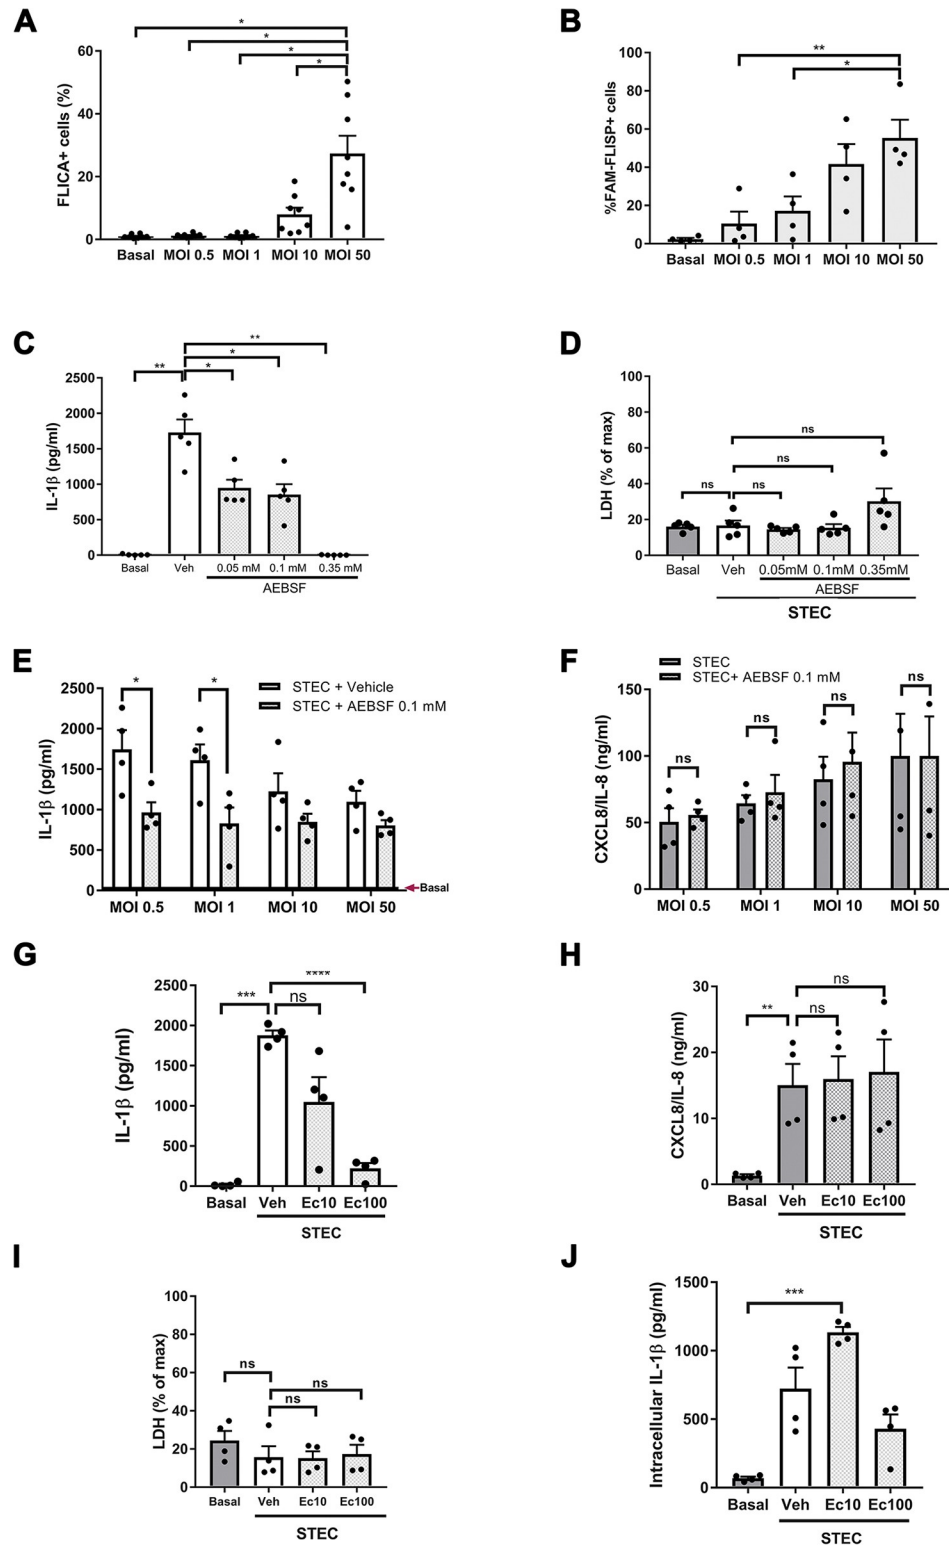 A
B
* 
*
*
*
**
*
FLICA+ cells (%)
60
40
20
0
Basal MOI 0.5 MOI 1 MOI 10 MOI 50
%FAM-FLISP+ cells
100
80
60
40
20
0
Basal MOI 0.5 MOI 1 MOI 10 MOI 50
C
D
**
*
** *
IL-1β (pg/ml)
2500
2000
1500
1000
500
0
Basal Veh 0.05 mM 0.1 mM 0.35 mM
AEBSF
LDH (% of max)
100
80
60
40
20
0
ns
ns
ns ns
Basal Veh 0.05mM 0.1mM 0.35mM
AEBSF
STEC
E
F
STEC + Vehicle
STEC + AEBSF 0.1 mM
* *
IL-1β (pg/ml)
2500
2000
1500
1000
500
0
Basal
MOI 0.5 MOI 1 MOI 10 MOI 50
STEC
STEC+ AEBSF 0.1 mM
CXCL8/IL-8 (ng/ml)
150
100
50
0
ns ns ns ns
MOI 0.5 MOI 1 MOI 10 MOI 50
G
H
****
*** ns
IL-1β (pg/ml)
2500
2000
1500
1000
500
0
Basal Veh Ec10 Ec100
STEC
ns
** ns
CXCL8/IL-8 (ng/ml)
30
20
10
0
Basal Veh Ec10 Ec100
STEC
I
J
LDH (% of max)
100
80
60
40
20
0
ns
ns
ns
Basal Veh Ec10 Ec100
STEC
***
Intracellular IL-1β (pg/ml)
1500
1000
500
0
Basal Veh Ec10 Ec100
STEC